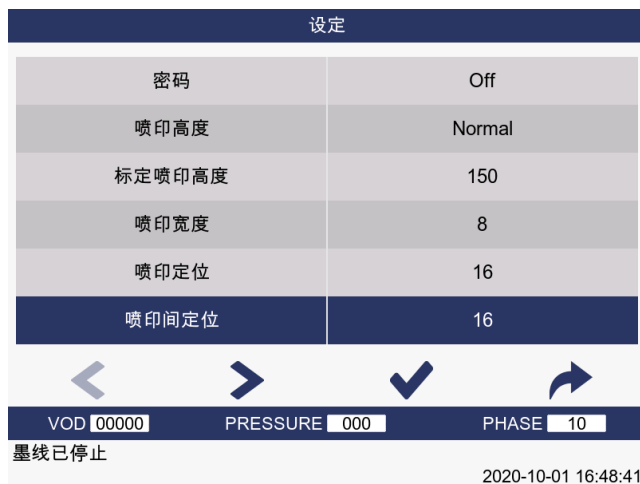 设定
密码 Off
喷印高度 Normal
标定喷印高度 150
喷印宽度 8
喷印定位 16
喷印间定位 16
VOD 00000 PRESSURE 000 PHASE 10
墨线已停止
2020-10-01 16:48:41